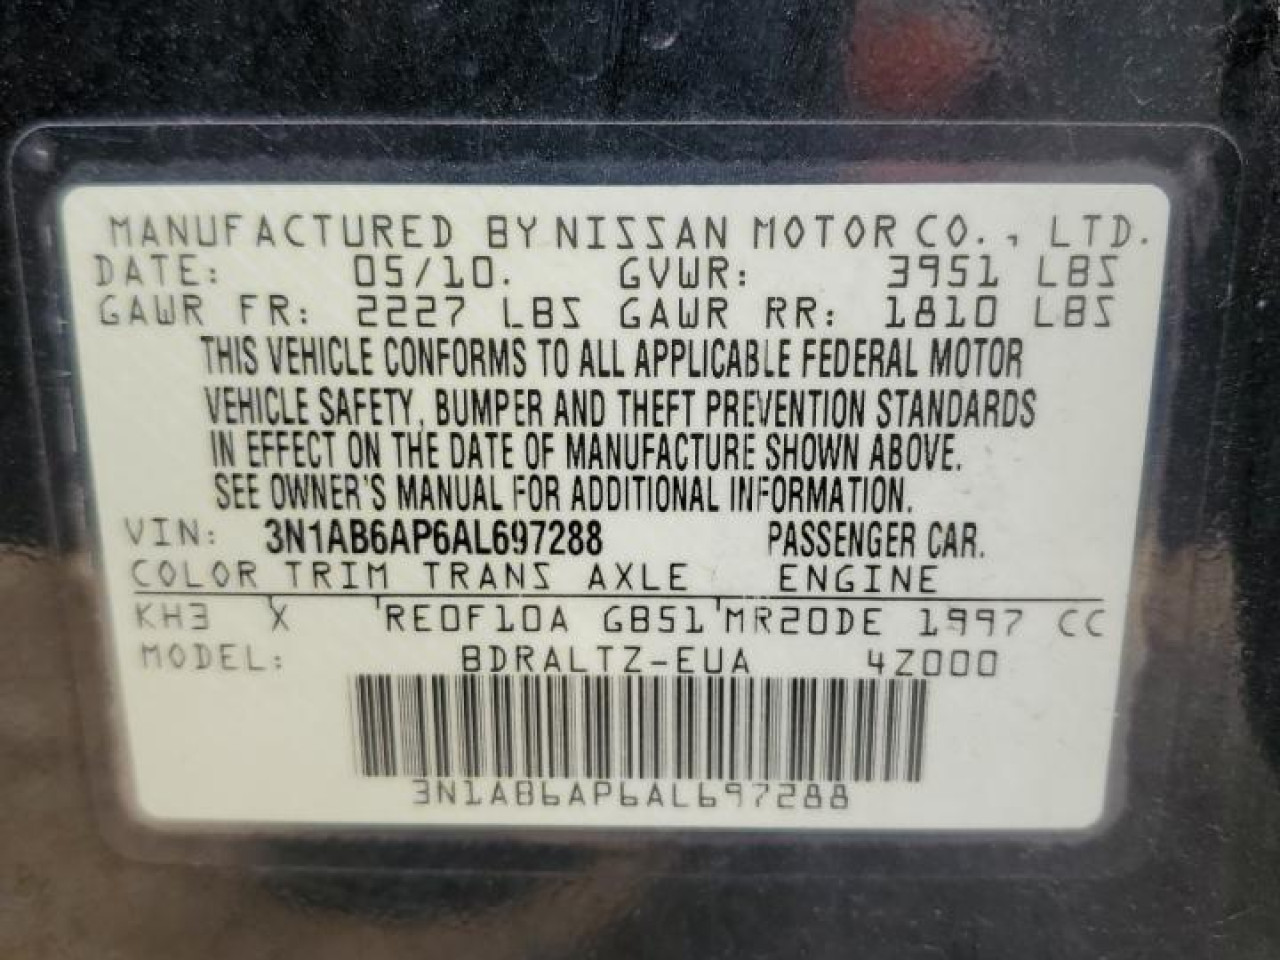 MANUFACTURED BY NISSAN MOTOR CO., LTD.
DATE: 05/10. GVWR: 3951 LBS
GAWR FR: 2227 LBS GAWR RR: 1810 LBS
THIS VEHICLE CONFORMS TO ALL APPLICABLE FEDERAL MOTOR
VEHICLE SAFETY, BUMPER AND THEFT PREVENTION STANDARDS
IN EFFECT ON THE DATE OF MANUFACTURE SHOWN ABOVE.
SEE OWNER'S MANUAL FOR ADDITIONAL INFORMATION.
VIN: 3N1AB6AP6AL697288 PASSENGER CAR.
COLOR TRIM TRANS AXLE ENGINE
KH3 X RE0F10A GB51 MR20DE 1997 CC
MODEL: BDRALTZ-EUA 4Z000
3N1AB6AP6AL697288